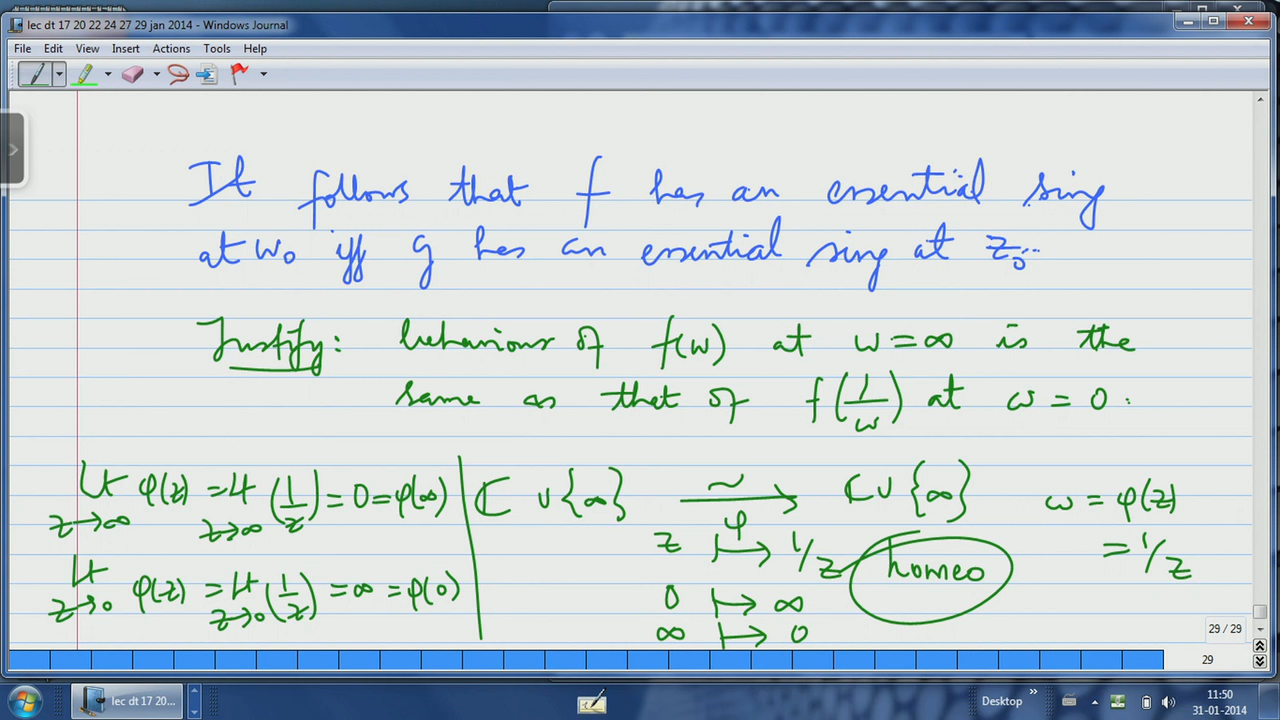 lec dt 17 20 22 24 27 29 jan 2014 - Windows Journal
File Edit View Insert Actions Tools Help
It follows that f has an essential sing
at w₀ iff g has an essential sing at z₀.
Justify: behaviour of f(w) at w = ∞ is the
same as that of f(1/w) at w = 0.
Lt z→∞ φ(z) = Lt z→∞ (1/z) = 0 = φ(∞)
Lt z→0 φ(z) = Lt z→0 (1/z) = ∞ = φ(0)
ℂ ∪ {∞} ~→ φ ℂ ∪ {∞}
z ↦ 1/z
0 ↦ ∞
∞ ↦ 0
homeo
w = φ(z)
= 1/z
29 / 29
29
lec dt 17 20...
Desktop
11:50
31-01-2014